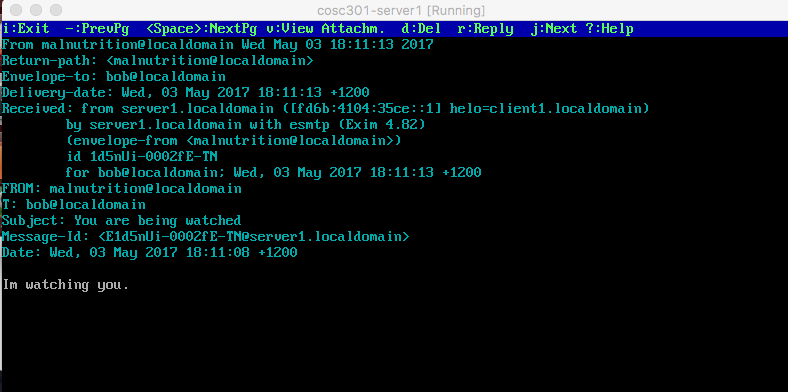 cosc301-server1 [Running]
i:Exit -:PrevPg <Space>:NextPg v:View Attachm. d:Del r:Reply j:Next ?:Help
From malnutrition@localdomain Wed May 03 18:11:13 2017
Return-path: <malnutrition@localdomain>
Envelope-to: bob@localdomain
Delivery-date: Wed, 03 May 2017 18:11:13 +1200
Received: from server1.localdomain ([fd6b:4104:35ce::1] helo=client1.localdomain)
by server1.localdomain with esmtp (Exim 4.82)
(envelope-from <malnutrition@localdomain>)
id 1d5nUi-0002fE-TN
for bob@localdomain; Wed, 03 May 2017 18:11:13 +1200
FROM: malnutrition@localdomain
T: bob@localdomain
Subject: You are being watched
Message-Id: <E1d5nUi-0002fE-TN@server1.localdomain>
Date: Wed, 03 May 2017 18:11:08 +1200
Im watching you.